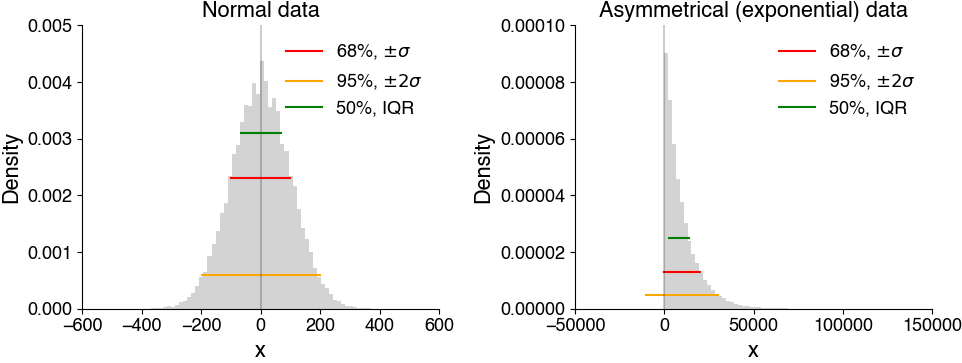 Normal data
Density
0.005
0.004
0.003
0.002
0.001
0.000
68%, ±σ
95%, ±2σ
50%, IQR
−600
−400
−200
0
200
400
600
x
Asymmetrical (exponential) data
Density
0.00010
0.00008
0.00006
0.00004
0.00002
0.00000
68%, ±σ
95%, ±2σ
50%, IQR
−50000
0
50000
100000
150000
x